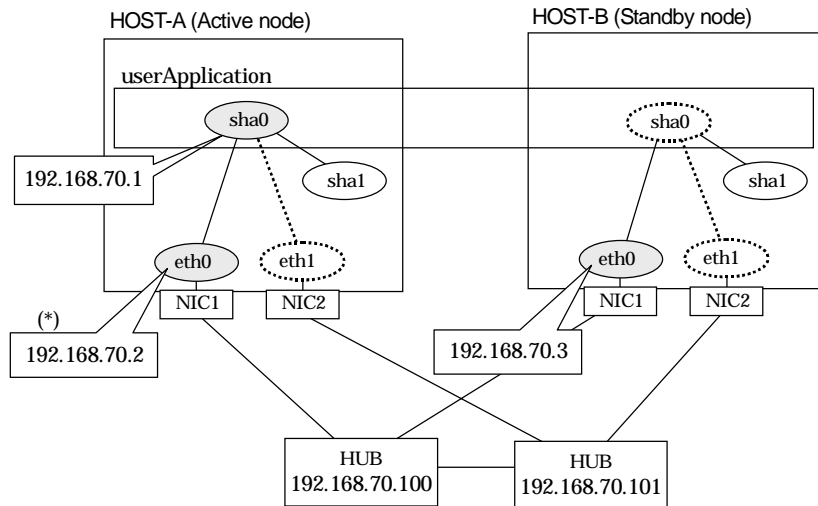 HOST-A (Active node)
HOST-B (Standby node)
userApplication
sha0
sha0
192.168.70.1
sha1
sha1
eth0
eth1
eth0
eth1
NIC1
NIC2
NIC1
NIC2
(*)
192.168.70.2
192.168.70.3
HUB
192.168.70.100
HUB
192.168.70.101